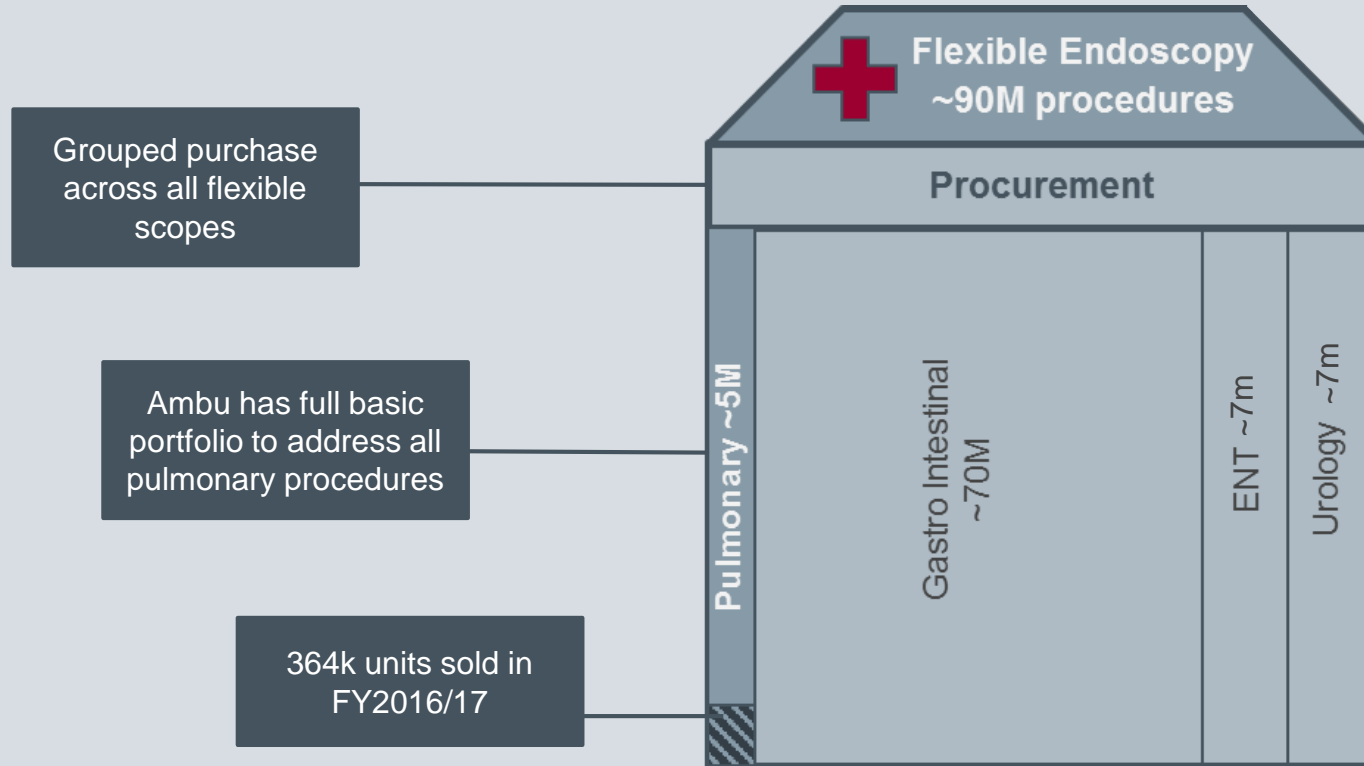 Flexible Endoscopy
~90M procedures
Grouped purchase
across all flexible
scopes
Procurement
Ambu has full basic
portfolio to address all
pulmonary procedures
Pulmonary ~5M
Gastro Intestinal
~70M
ENT ~7m
Urology ~7m
364k units sold in
FY2016/17